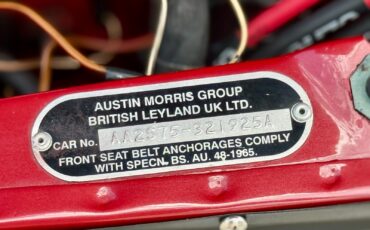 AUSTIN MORRIS GROUP
BRITISH LEYLAND UK LTD.
CAR No. AA2S75-321925A
FRONT SEAT BELT ANCHORAGES COMPLY
WITH SPECN. BS. AU. 48-1965.